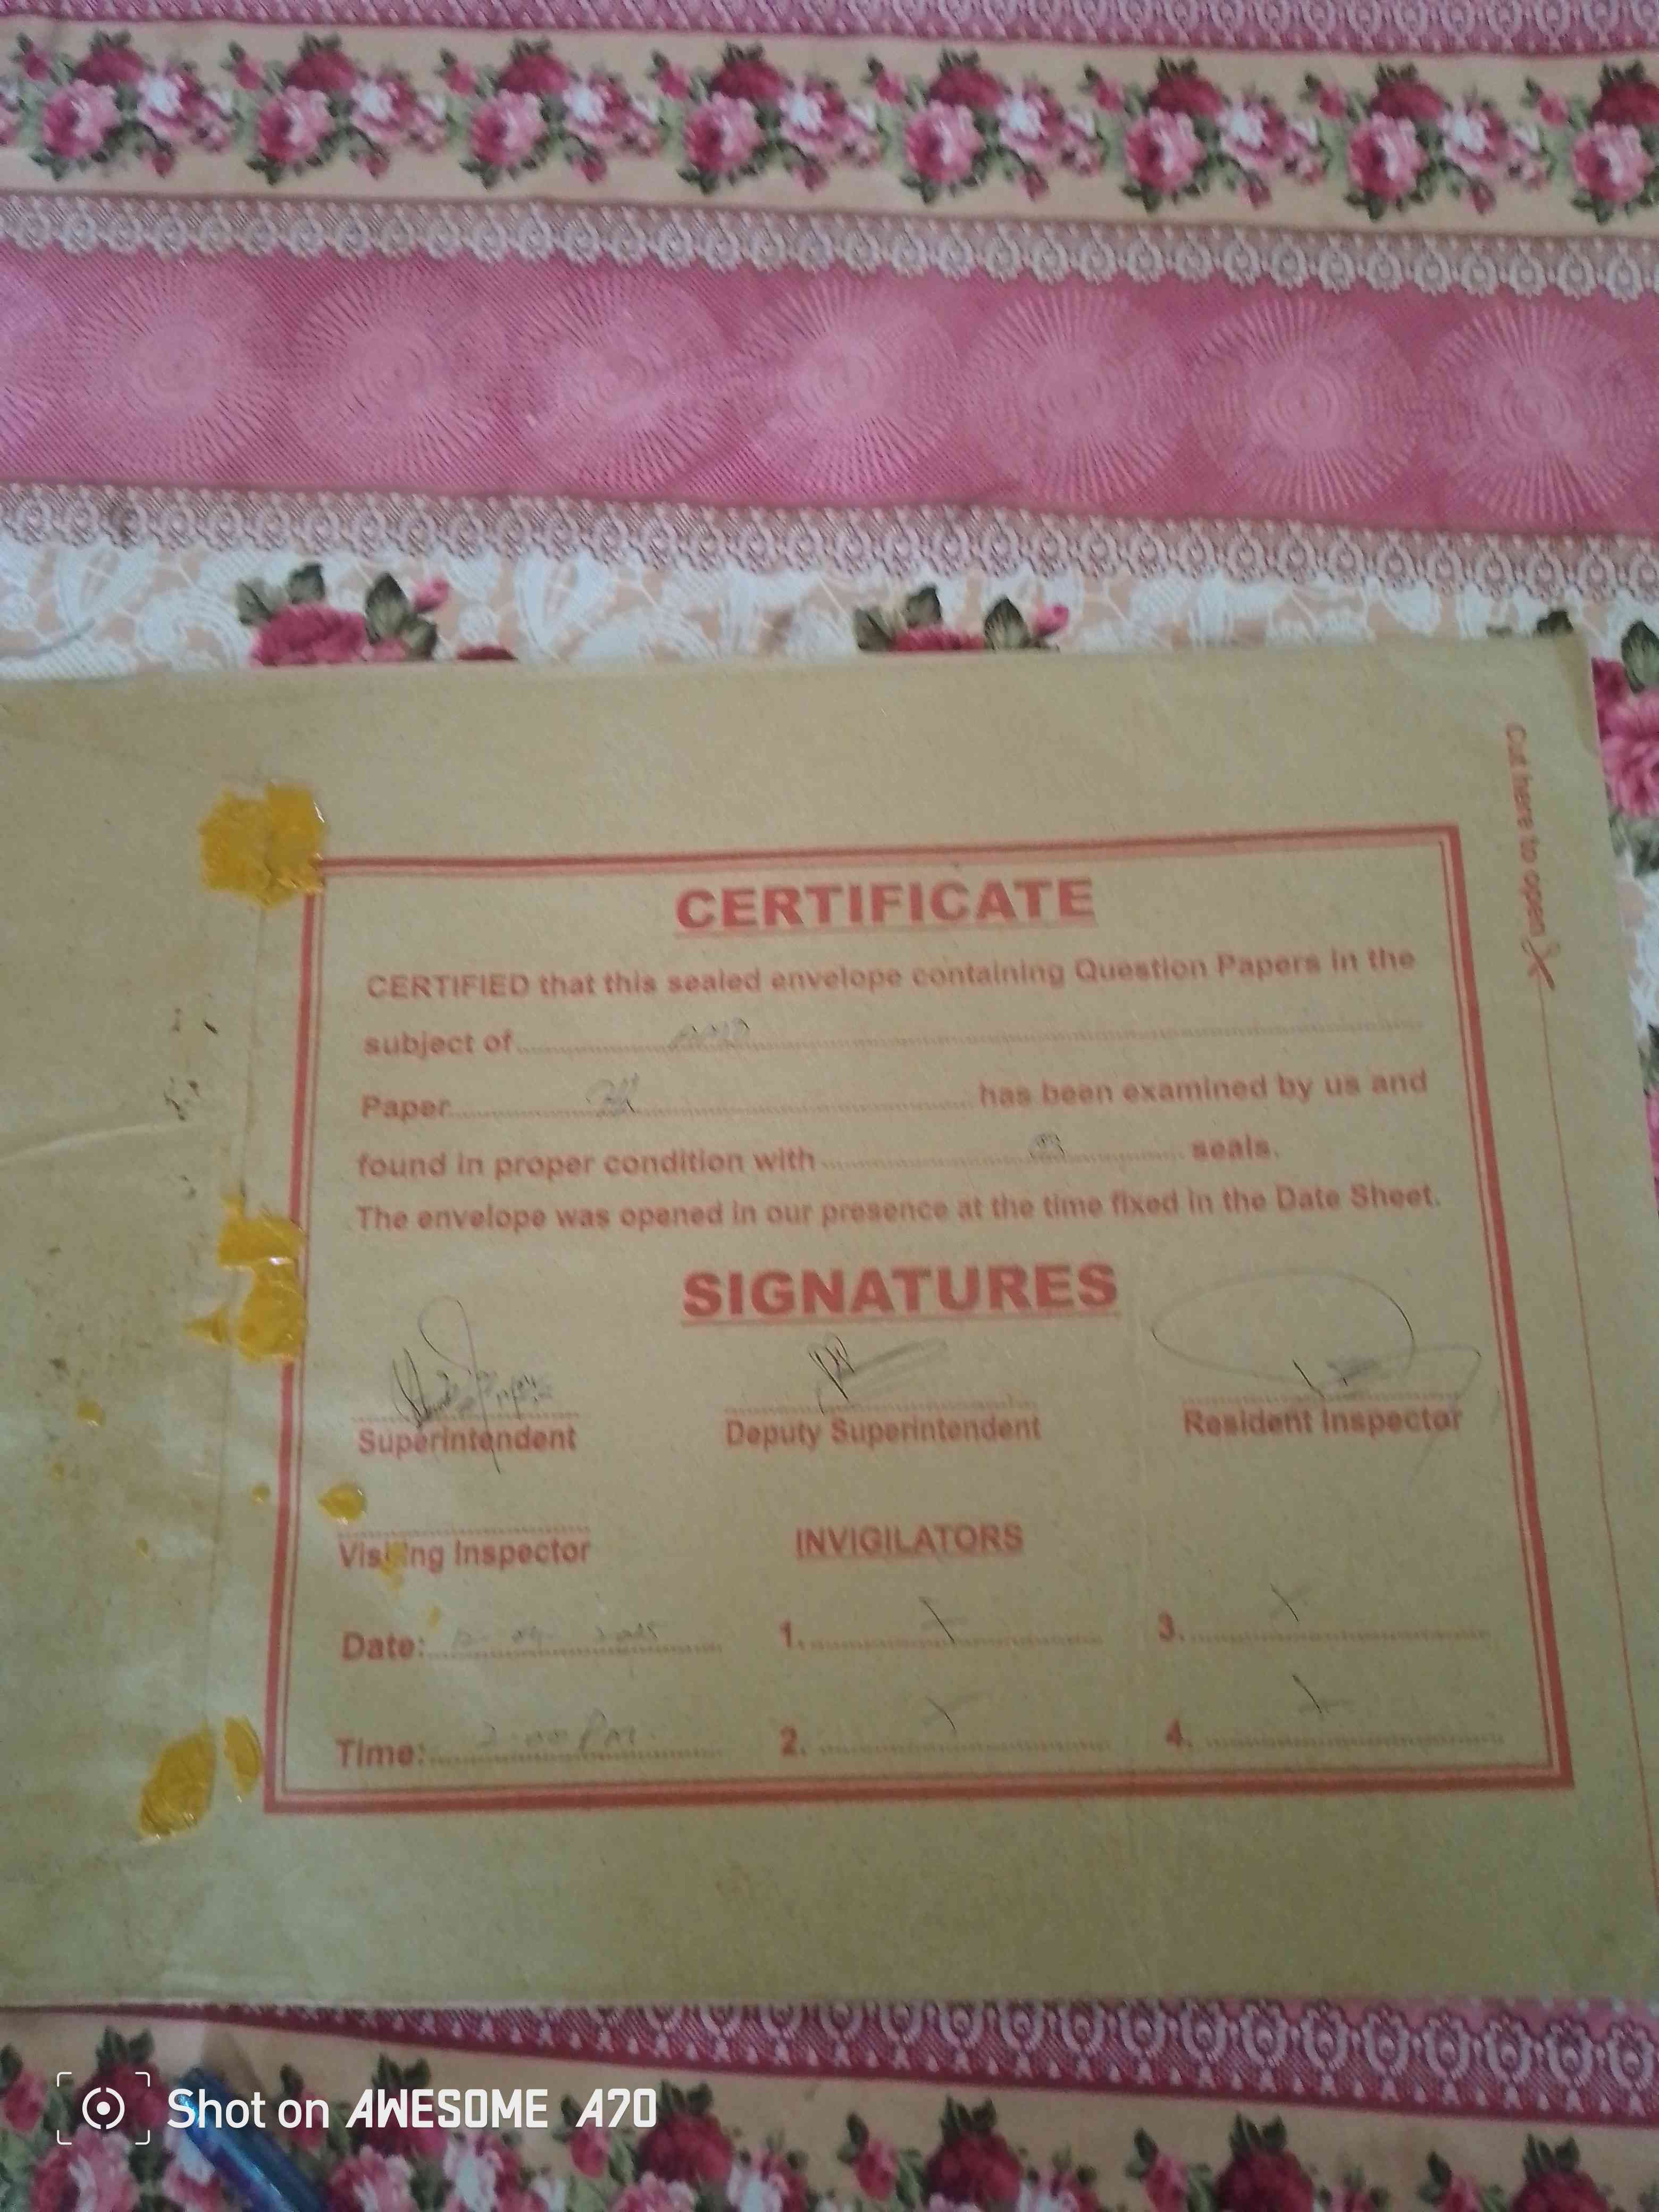 Cut here to open
CERTIFICATE
CERTIFIED that this sealed envelope containing Question Papers in the
subject of
Paper has been examined by us and
found in proper condition with seals.
The envelope was opened in our presence at the time fixed in the Date Sheet.
SIGNATURES
Superintendent Deputy Superintendent Resident Inspector
Visiting Inspector INVIGILATORS
Date: 1. 3.
Time: 2.00 Pm. 2. 4.
Shot on AWESOME A70